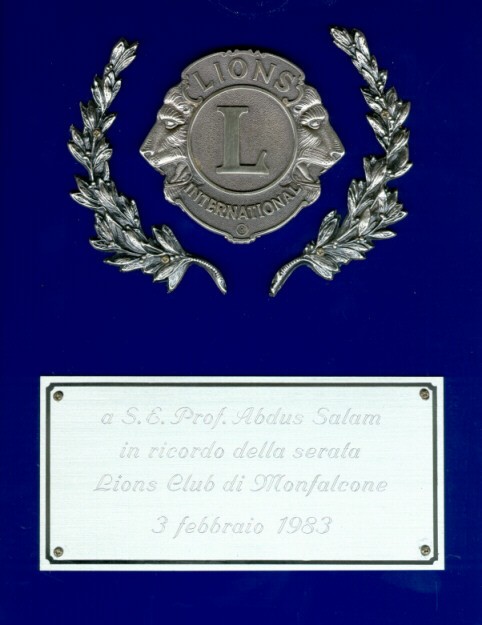 LIONS
L
INTERNATIONAL
a S.E. Prof. Abdus Salam
in ricordo della serata
Lions Club di Monfalcone
3 febbraio 1983